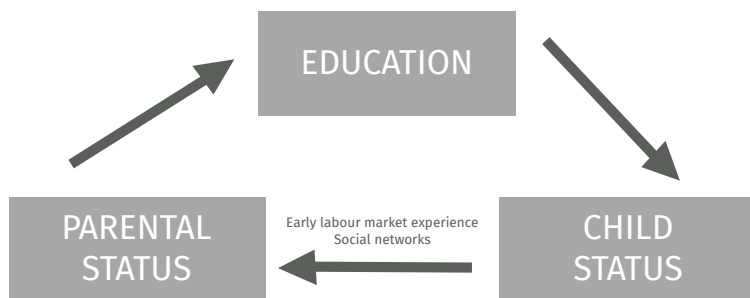 EDUCATION
PARENTAL
STATUS
Early labour market experience
Social networks
CHILD
STATUS